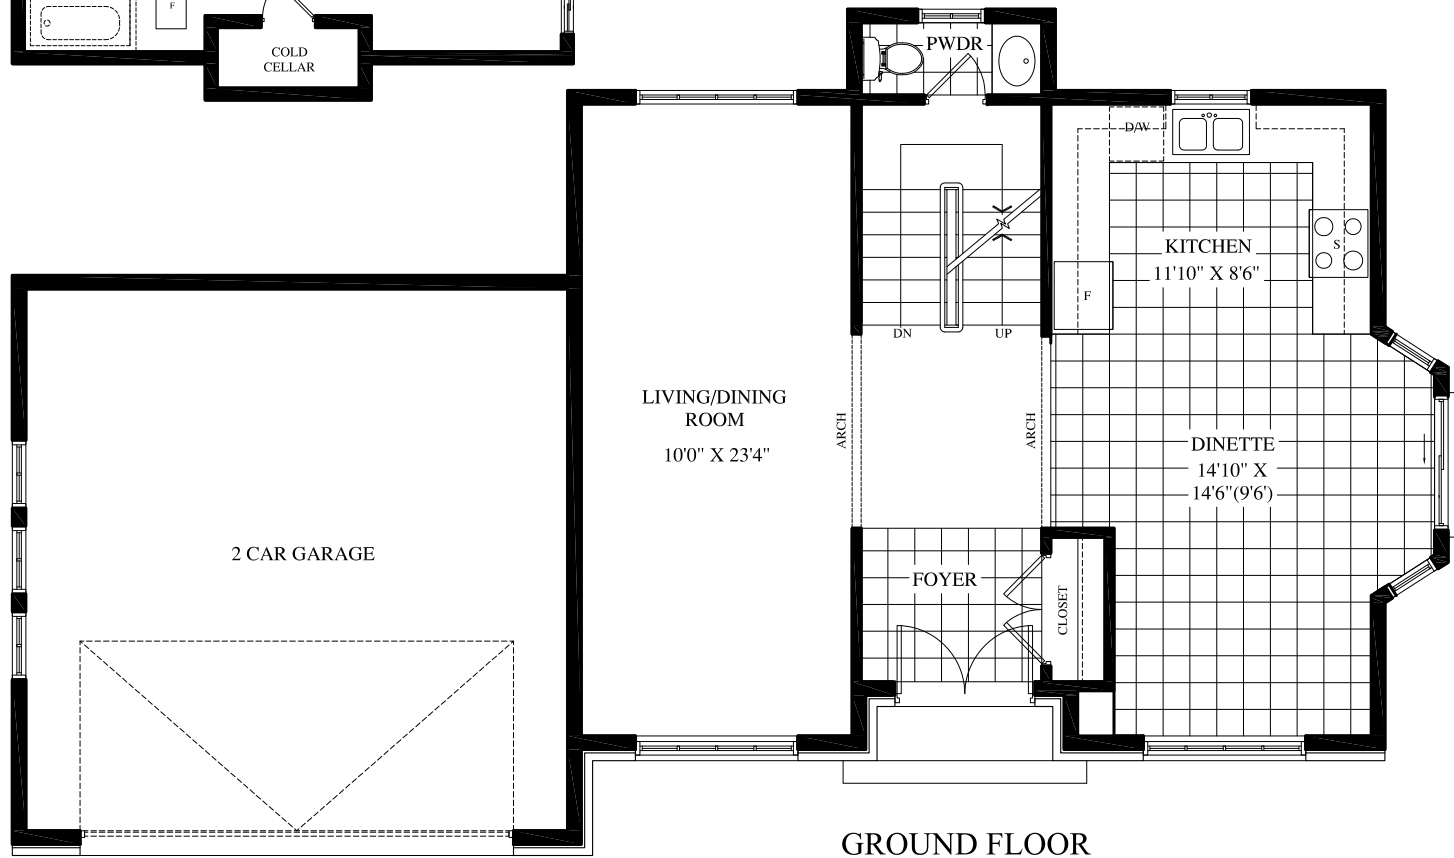 F
COLD
CELLAR
PWDR
D/W
KITCHEN
11'10" X 8'6"
S
F
DN
UP
LIVING/DINING
ROOM
10'0" X 23'4"
ARCH
ARCH
DINETTE
14'10" X
14'6"(9'6')
2 CAR GARAGE
FOYER
CLOSET
GROUND FLOOR